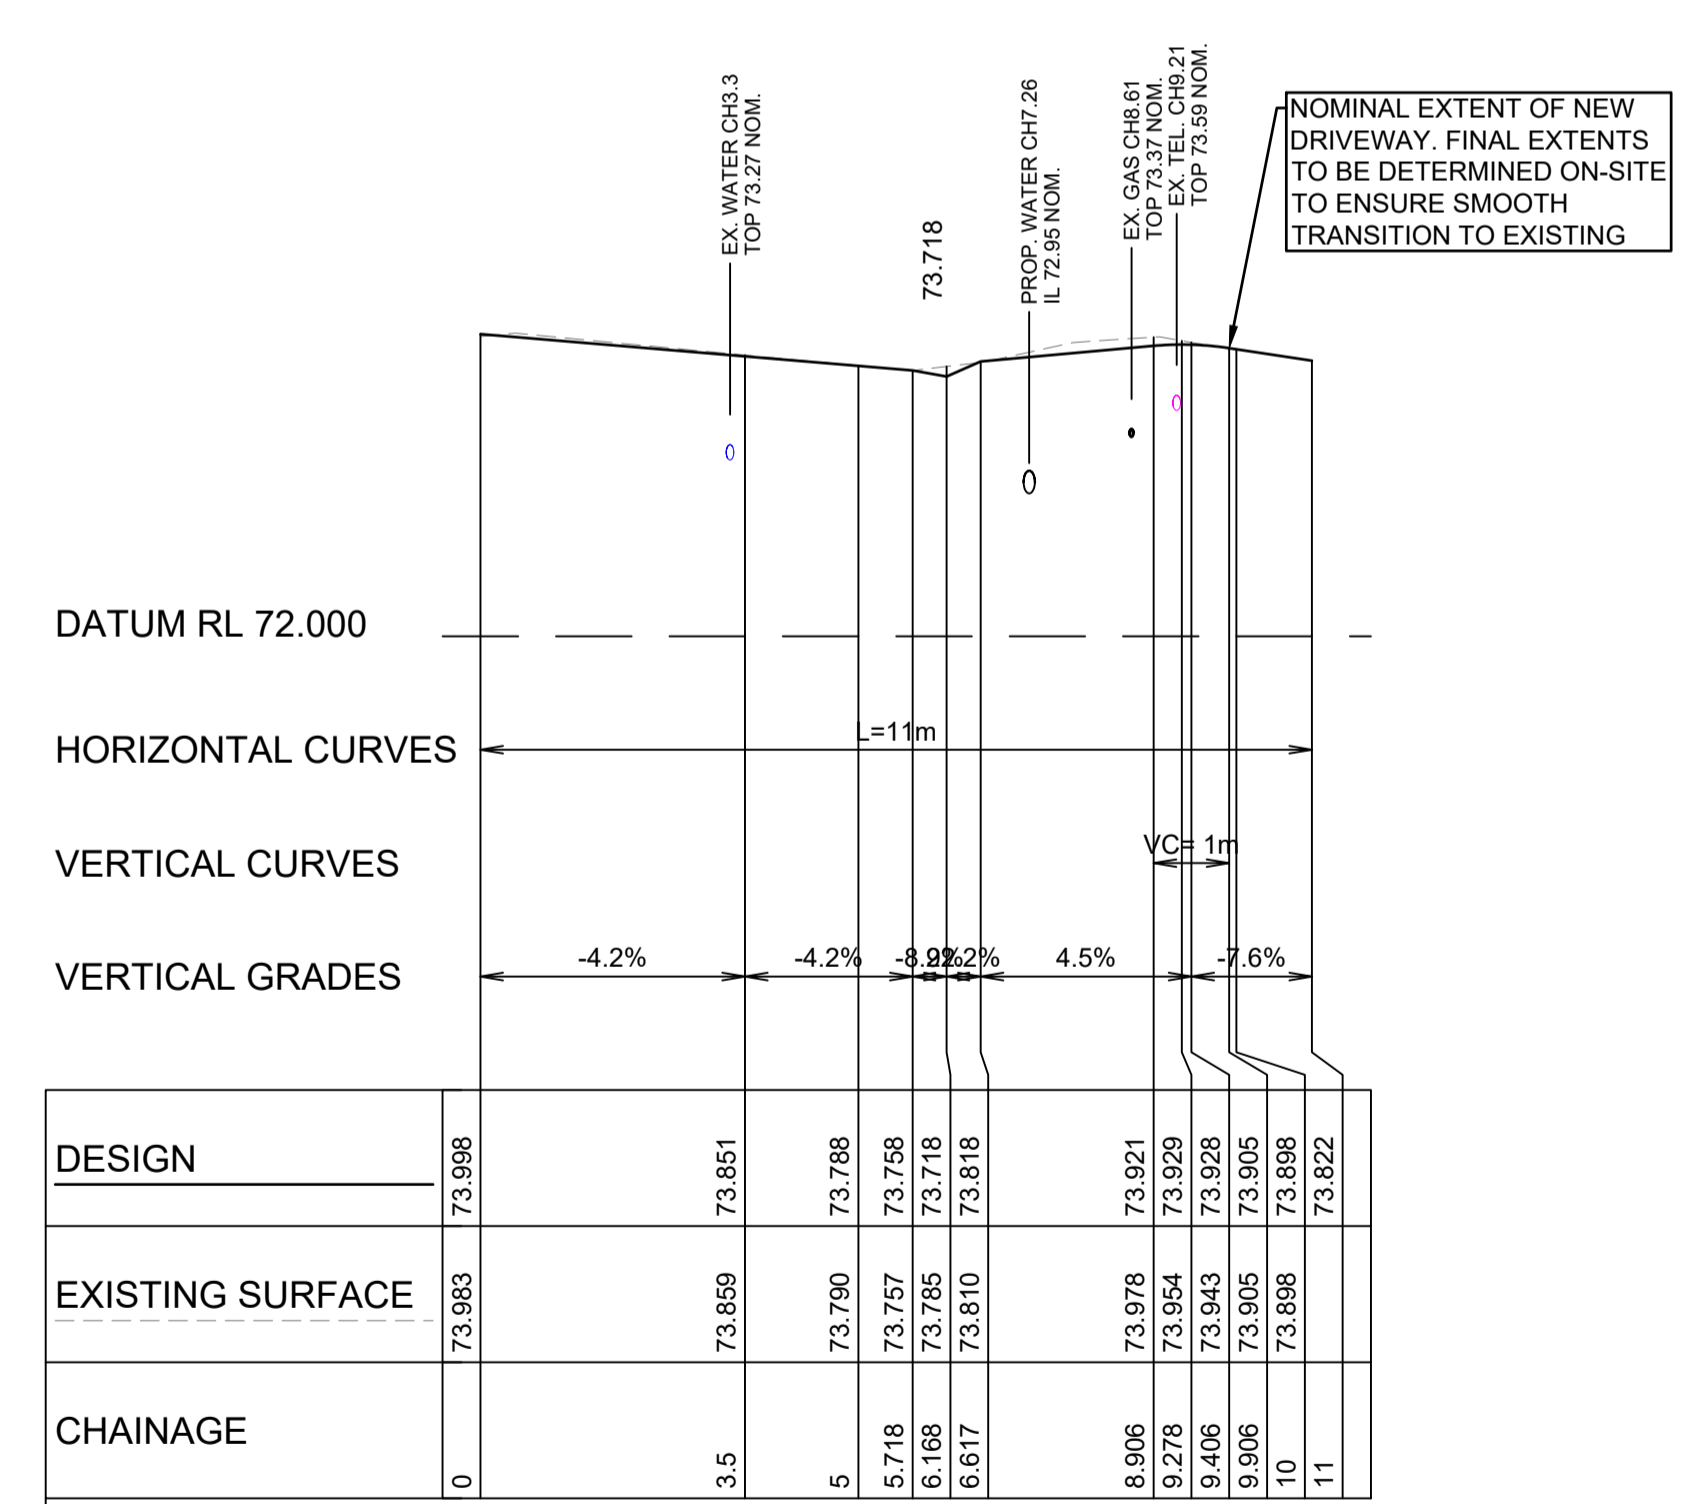 EX. WATER CH3.3
TOP 73.27 NOM.
73.718
PROP. WATER CH7.26
IL 72.95 NOM.
EX. GAS CH8.61
TOP 73.37 NOM.
EX. TEL. CH9.21
TOP 73.59 NOM.
NOMINAL EXTENT OF NEW
DRIVEWAY. FINAL EXTENTS
TO BE DETERMINED ON-SITE
TO ENSURE SMOOTH
TRANSITION TO EXISTING
DATUM RL 72.000
HORIZONTAL CURVES
L=11m
VERTICAL CURVES
VC= 1m
VERTICAL GRADES
-4.2% -4.2% 4.5% -7.6%
DESIGN
73.998 73.851 73.788 73.758 73.718 73.818 73.921 73.929 73.928 73.905 73.898 73.822
EXISTING SURFACE
73.983 73.859 73.790 73.757 73.785 73.810 73.978 73.954 73.943 73.905 73.898
CHAINAGE
0 3.5 5 5.718 6.168 6.617 8.906 9.278 9.406 9.906 10 11